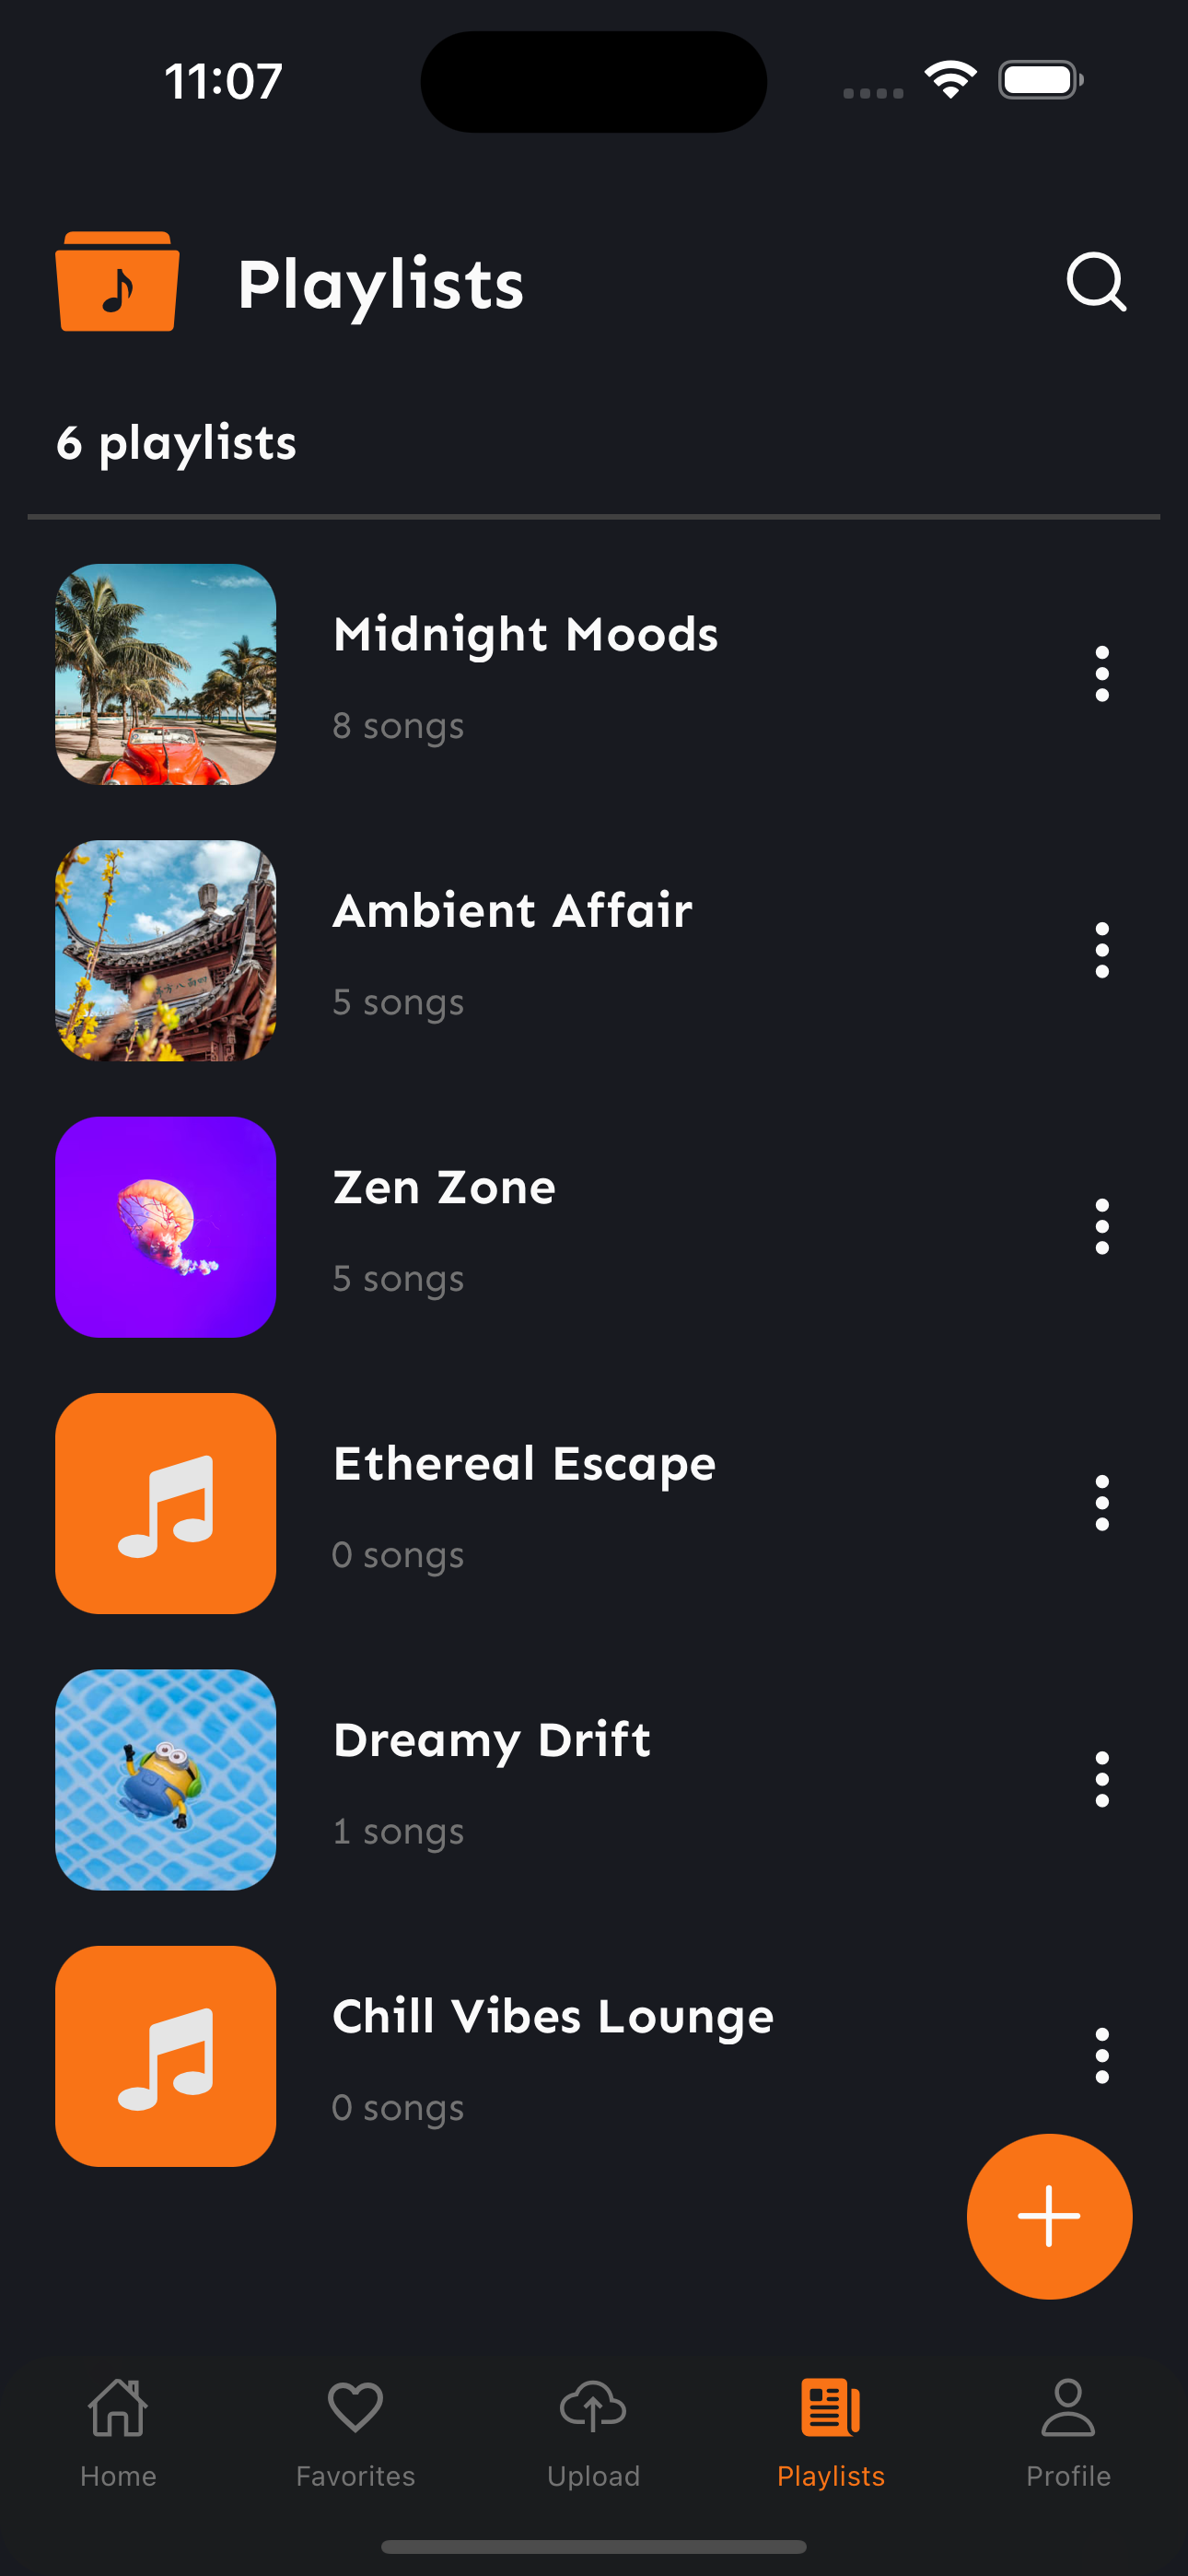 11:07
Playlists
6 playlists
Midnight Moods
8 songs
Ambient Affair
5 songs
Zen Zone
5 songs
Ethereal Escape
0 songs
Dreamy Drift
1 songs
Chill Vibes Lounge
0 songs
Home
Favorites
Upload
Playlists
Profile